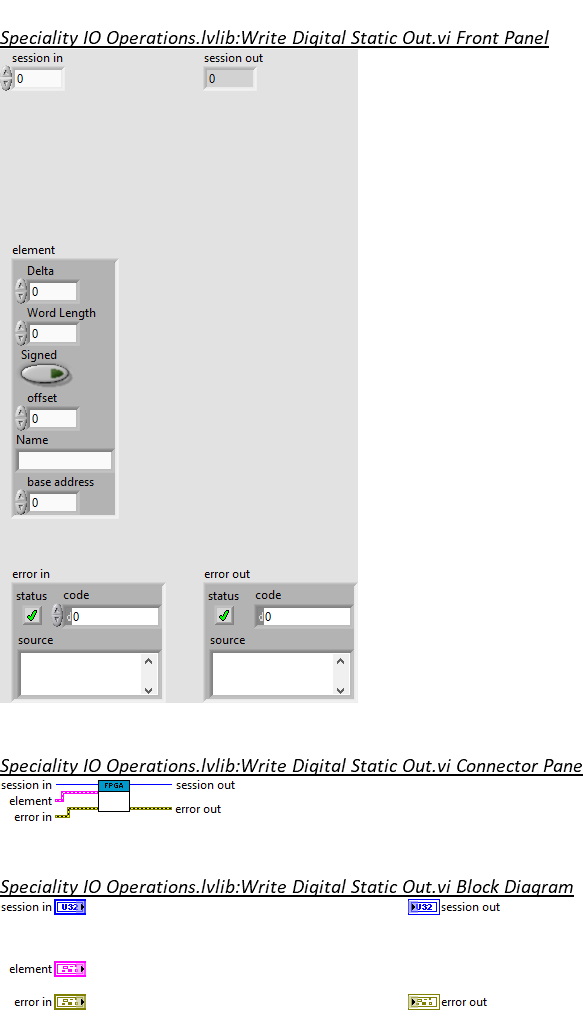 Speciality IO Operations.lvlib:Write Digital Static Out.vi Front Panel
session in session out
0 0
element
Delta
0
Word Length
0
Signed
offset
0
Name
base address
0
error in error out
status code status code
d0 d0
source source
Speciality IO Operations.lvlib:Write Digital Static Out.vi Connector Pane
session in FPGA session out
element
error in error out
Speciality IO Operations.lvlib:Write Digital Static Out.vi Block Diagram
session in U32 U32 session out
element
error in error out